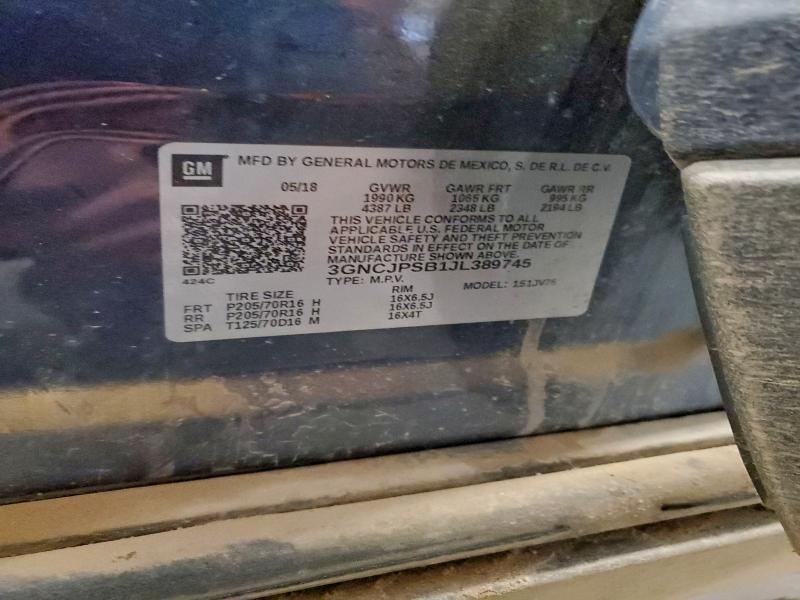 GM MFD BY GENERAL MOTORS DE MEXICO, S. DE R.L. DE C.V.
05/18 GVWR GAWR FRT GAWR RR
1990 KG 1065 KG 995 KG
4387 LB 2348 LB 2194 LB
THIS VEHICLE CONFORMS TO ALL
APPLICABLE U.S. FEDERAL MOTOR
VEHICLE SAFETY AND THEFT PREVENTION
STANDARDS IN EFFECT ON THE DATE OF
MANUFACTURE SHOWN ABOVE.
3GNCJPSB1JL389745
424C TYPE: M.P.V. MODEL: 1S1JV76
TIRE SIZE RIM
FRT P205/70R16 H 16X6.5J
RR P205/70R16 H 16X6.5J
SPA T125/70D16 M 16X4T